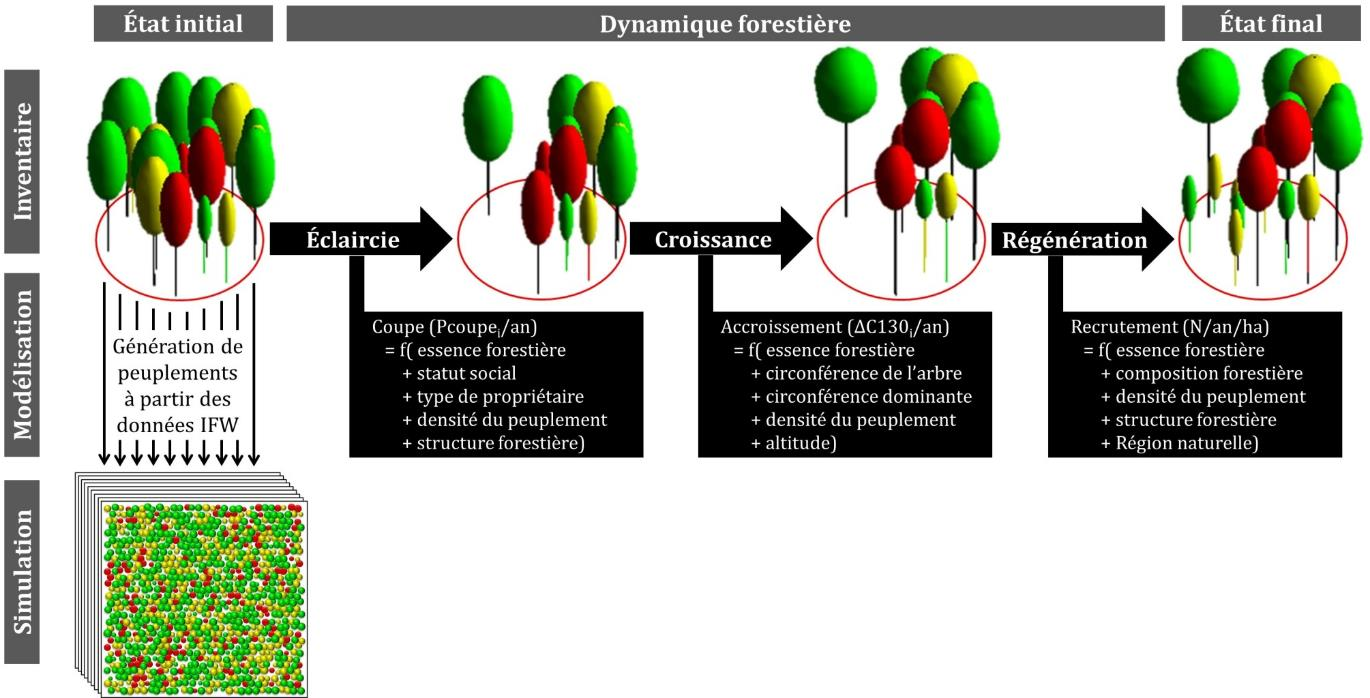 État initial
Dynamique forestière
État final
Inventaire
Éclaircie
Croissance
Régénération
Modélisation
Génération de
peuplements
à partir des
données IFW
Coupe (Pcoupei/an)
= f( essence forestière
+ statut social
+ type de propriétaire
+ densité du peuplement
+ structure forestière)
Accroissement (ΔC130i/an)
= f( essence forestière
+ circonférence de l'arbre
+ circonférence dominante
+ densité du peuplement
+ altitude)
Recrutement (N/an/ha)
= f( essence forestière
+ composition forestière
+ densité du peuplement
+ structure forestière
+ Région naturelle)
Simulation